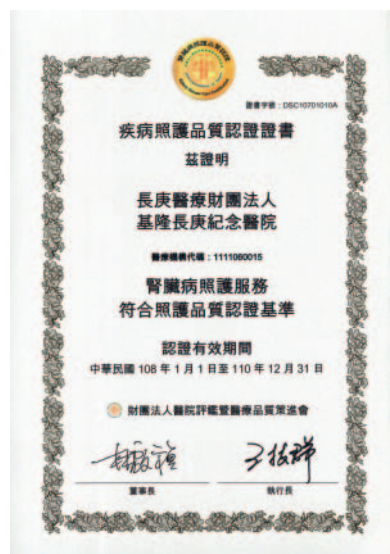 證書字號：DSC10701010A
疾病照護品質認證證書
茲證明
長庚醫療財團法人
基隆長庚紀念醫院
醫療機構代碼：1111060015
腎臟病照護服務
符合照護品質認證基準
認證有效期間
中華民國 108 年 1 月 1 日至 110 年 12 月 31 日
財團法人醫院評鑑暨醫療品質策進會
董事長
執行長